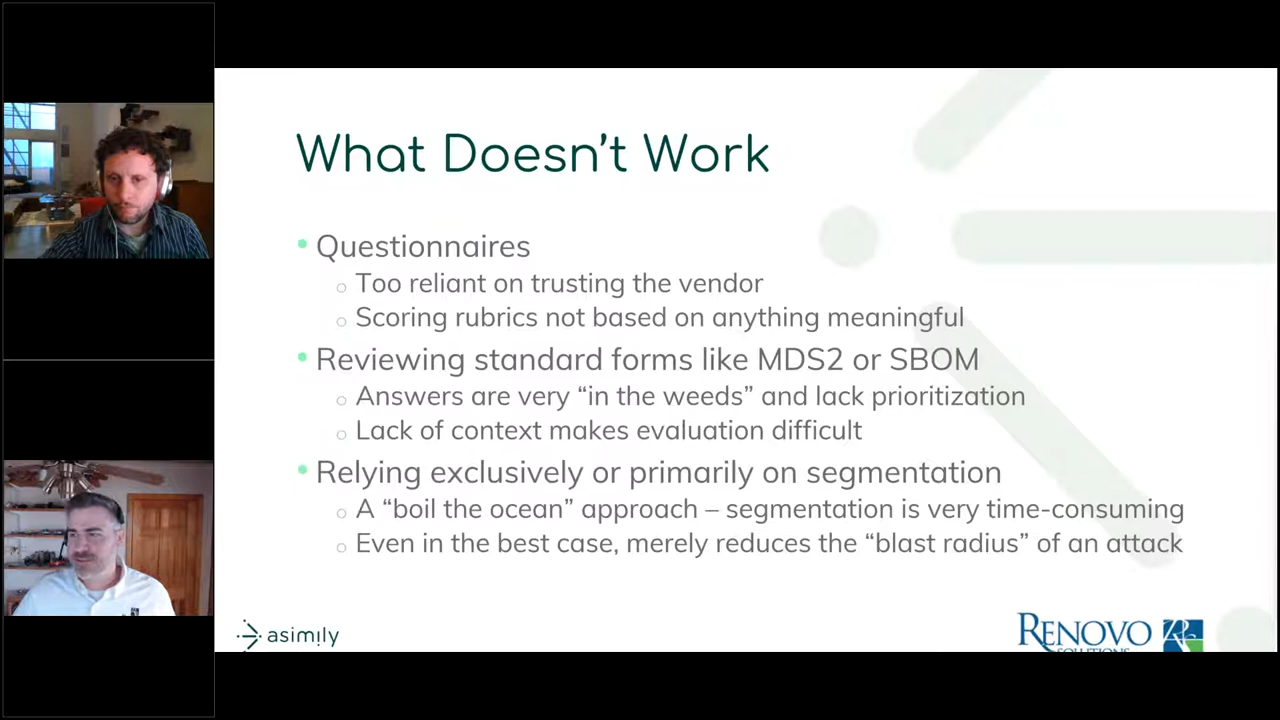 What Doesn't Work
• Questionnaires
o Too reliant on trusting the vendor
o Scoring rubrics not based on anything meaningful
• Reviewing standard forms like MDS2 or SBOM
o Answers are very “in the weeds” and lack prioritization
o Lack of context makes evaluation difficult
• Relying exclusively or primarily on segmentation
o A “boil the ocean” approach – segmentation is very time-consuming
o Even in the best case, merely reduces the “blast radius” of an attack
asimily
RENOVO
SOLUTIONS